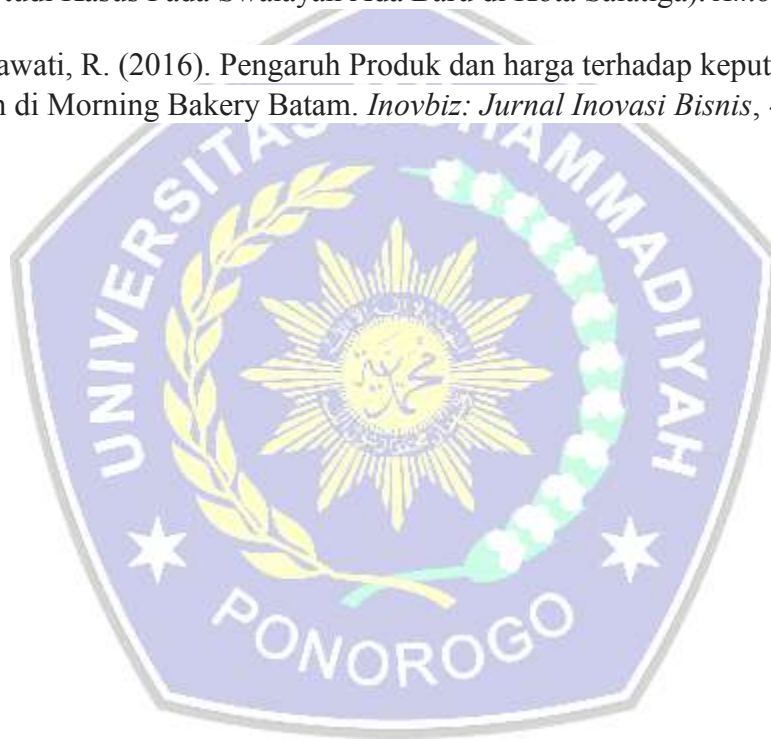 tudi Kasus Pada Swalayan Ada Baru di Kota Salatiga).
awati, R. (2016). Pengaruh Produk dan harga terhadap keput
n di Morning Bakery Batam. Inovbiz: Jurnal Inovasi Bisnis,
UNIVERSITAS MUHAMMADIYAH
PONOROGO